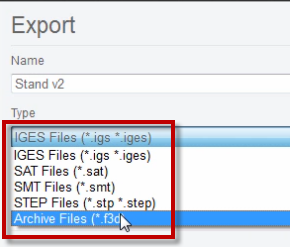 Export
Name
Stand v2
Type
IGES Files (*.igs *.iges)
IGES Files (*.igs *.iges)
SAT Files (*.sat)
SMT Files (*.smt)
STEP Files (*.stp *.step)
Archive Files (*.f3d